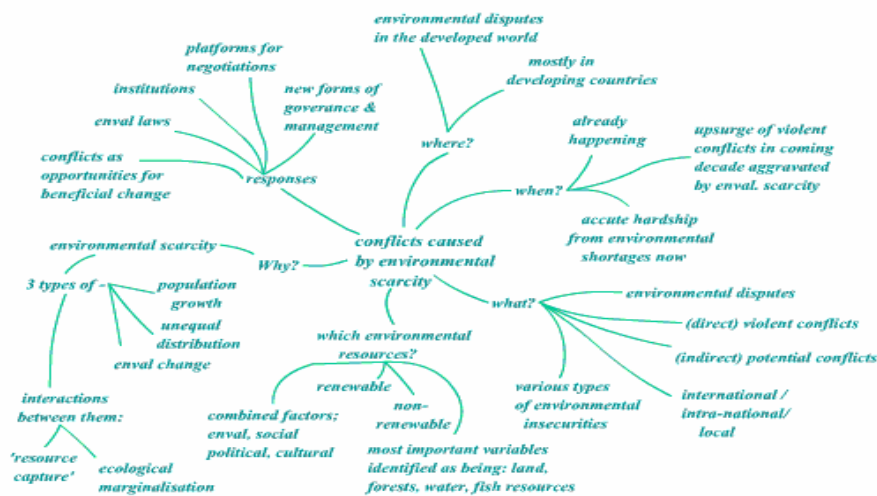 environmental disputes
in the developed world
mostly in
developing countries
where?
platforms for
negotiations
institutions
new forms of
goverance &
management
enval laws
conflicts as
opportunities for
beneficial change
responses
already
happening
upsurge of violent
conflicts in coming
decade aggravated
by enval. scarcity
when?
accute hardship
from environmental
shortages now
conflicts caused
by environmental
scarcity
environmental scarcity
Why?
3 types of -
population
growth
unequal
distribution
enval change
interactions
between them:
'resource
capture'
ecological
marginalisation
which environmental
resources?
renewable
non-
renewable
combined factors;
enval, social
political, cultural
most important variables
identified as being: land,
forests, water, fish resources
what?
environmental disputes
(direct) violent conflicts
(indirect) potential conflicts
international /
intra-national/
local
various types
of environmental
insecurities